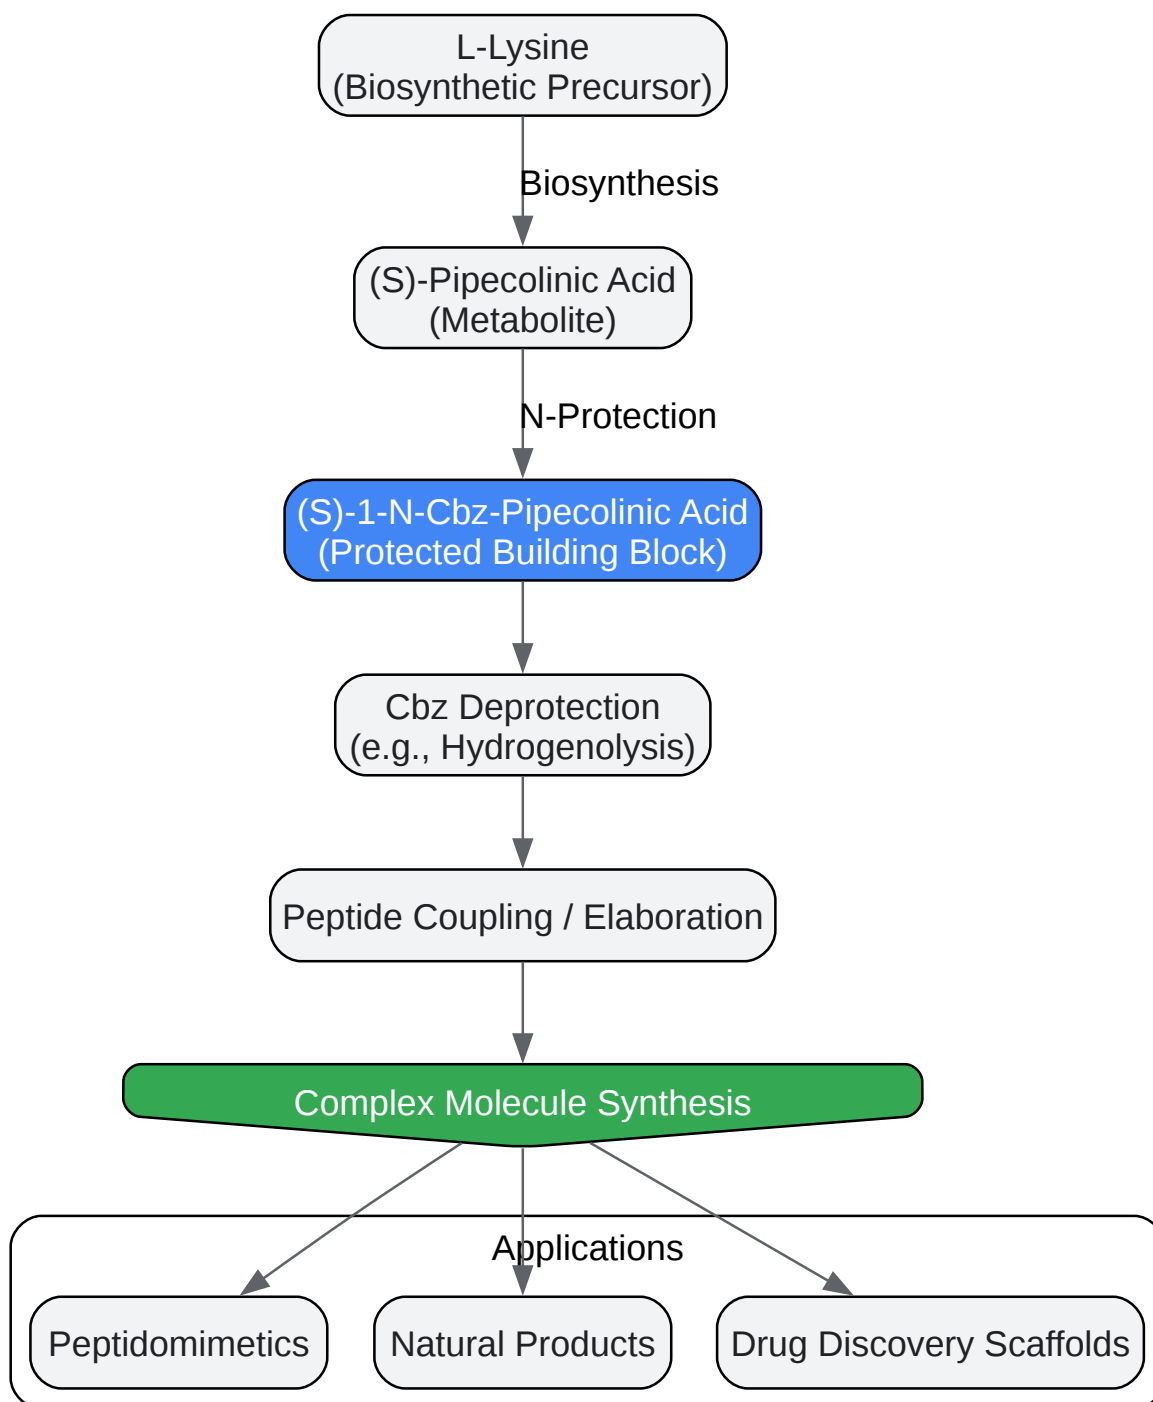 L-Lysine
(Biosynthetic Precursor)
Biosynthesis
(S)-Pipecolinic Acid
(Metabolite)
N-Protection
(S)-1-N-Cbz-Pipecolinic Acid
(Protected Building Block)
Cbz Deprotection
(e.g., Hydrogenolysis)
Peptide Coupling / Elaboration
Complex Molecule Synthesis
Applications
Peptidomimetics
Natural Products
Drug Discovery Scaffolds